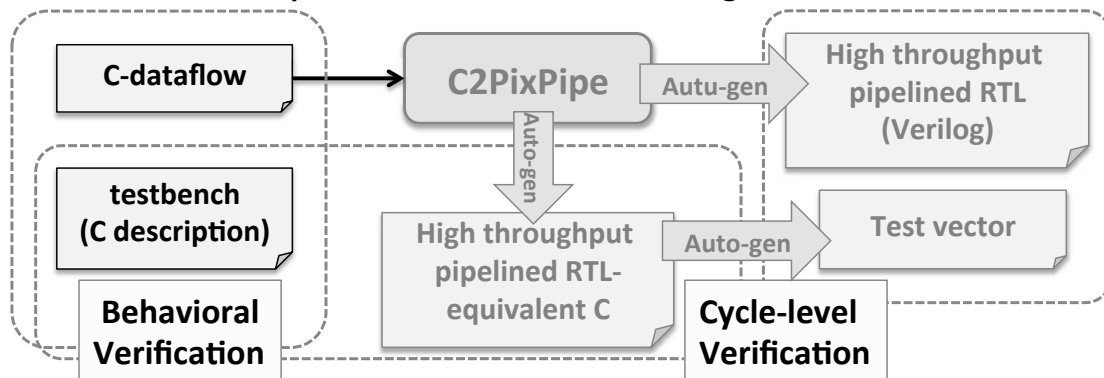 C-dataflow
C2PixPipe
Autu-gen
High throughput
pipelined RTL
(Verilog)
Auto-gen
testbench
(C description)
High throughput
pipelined RTL-
equivalent C
Auto-gen
Test vector
Behavioral
Verification
Cycle-level
Verification